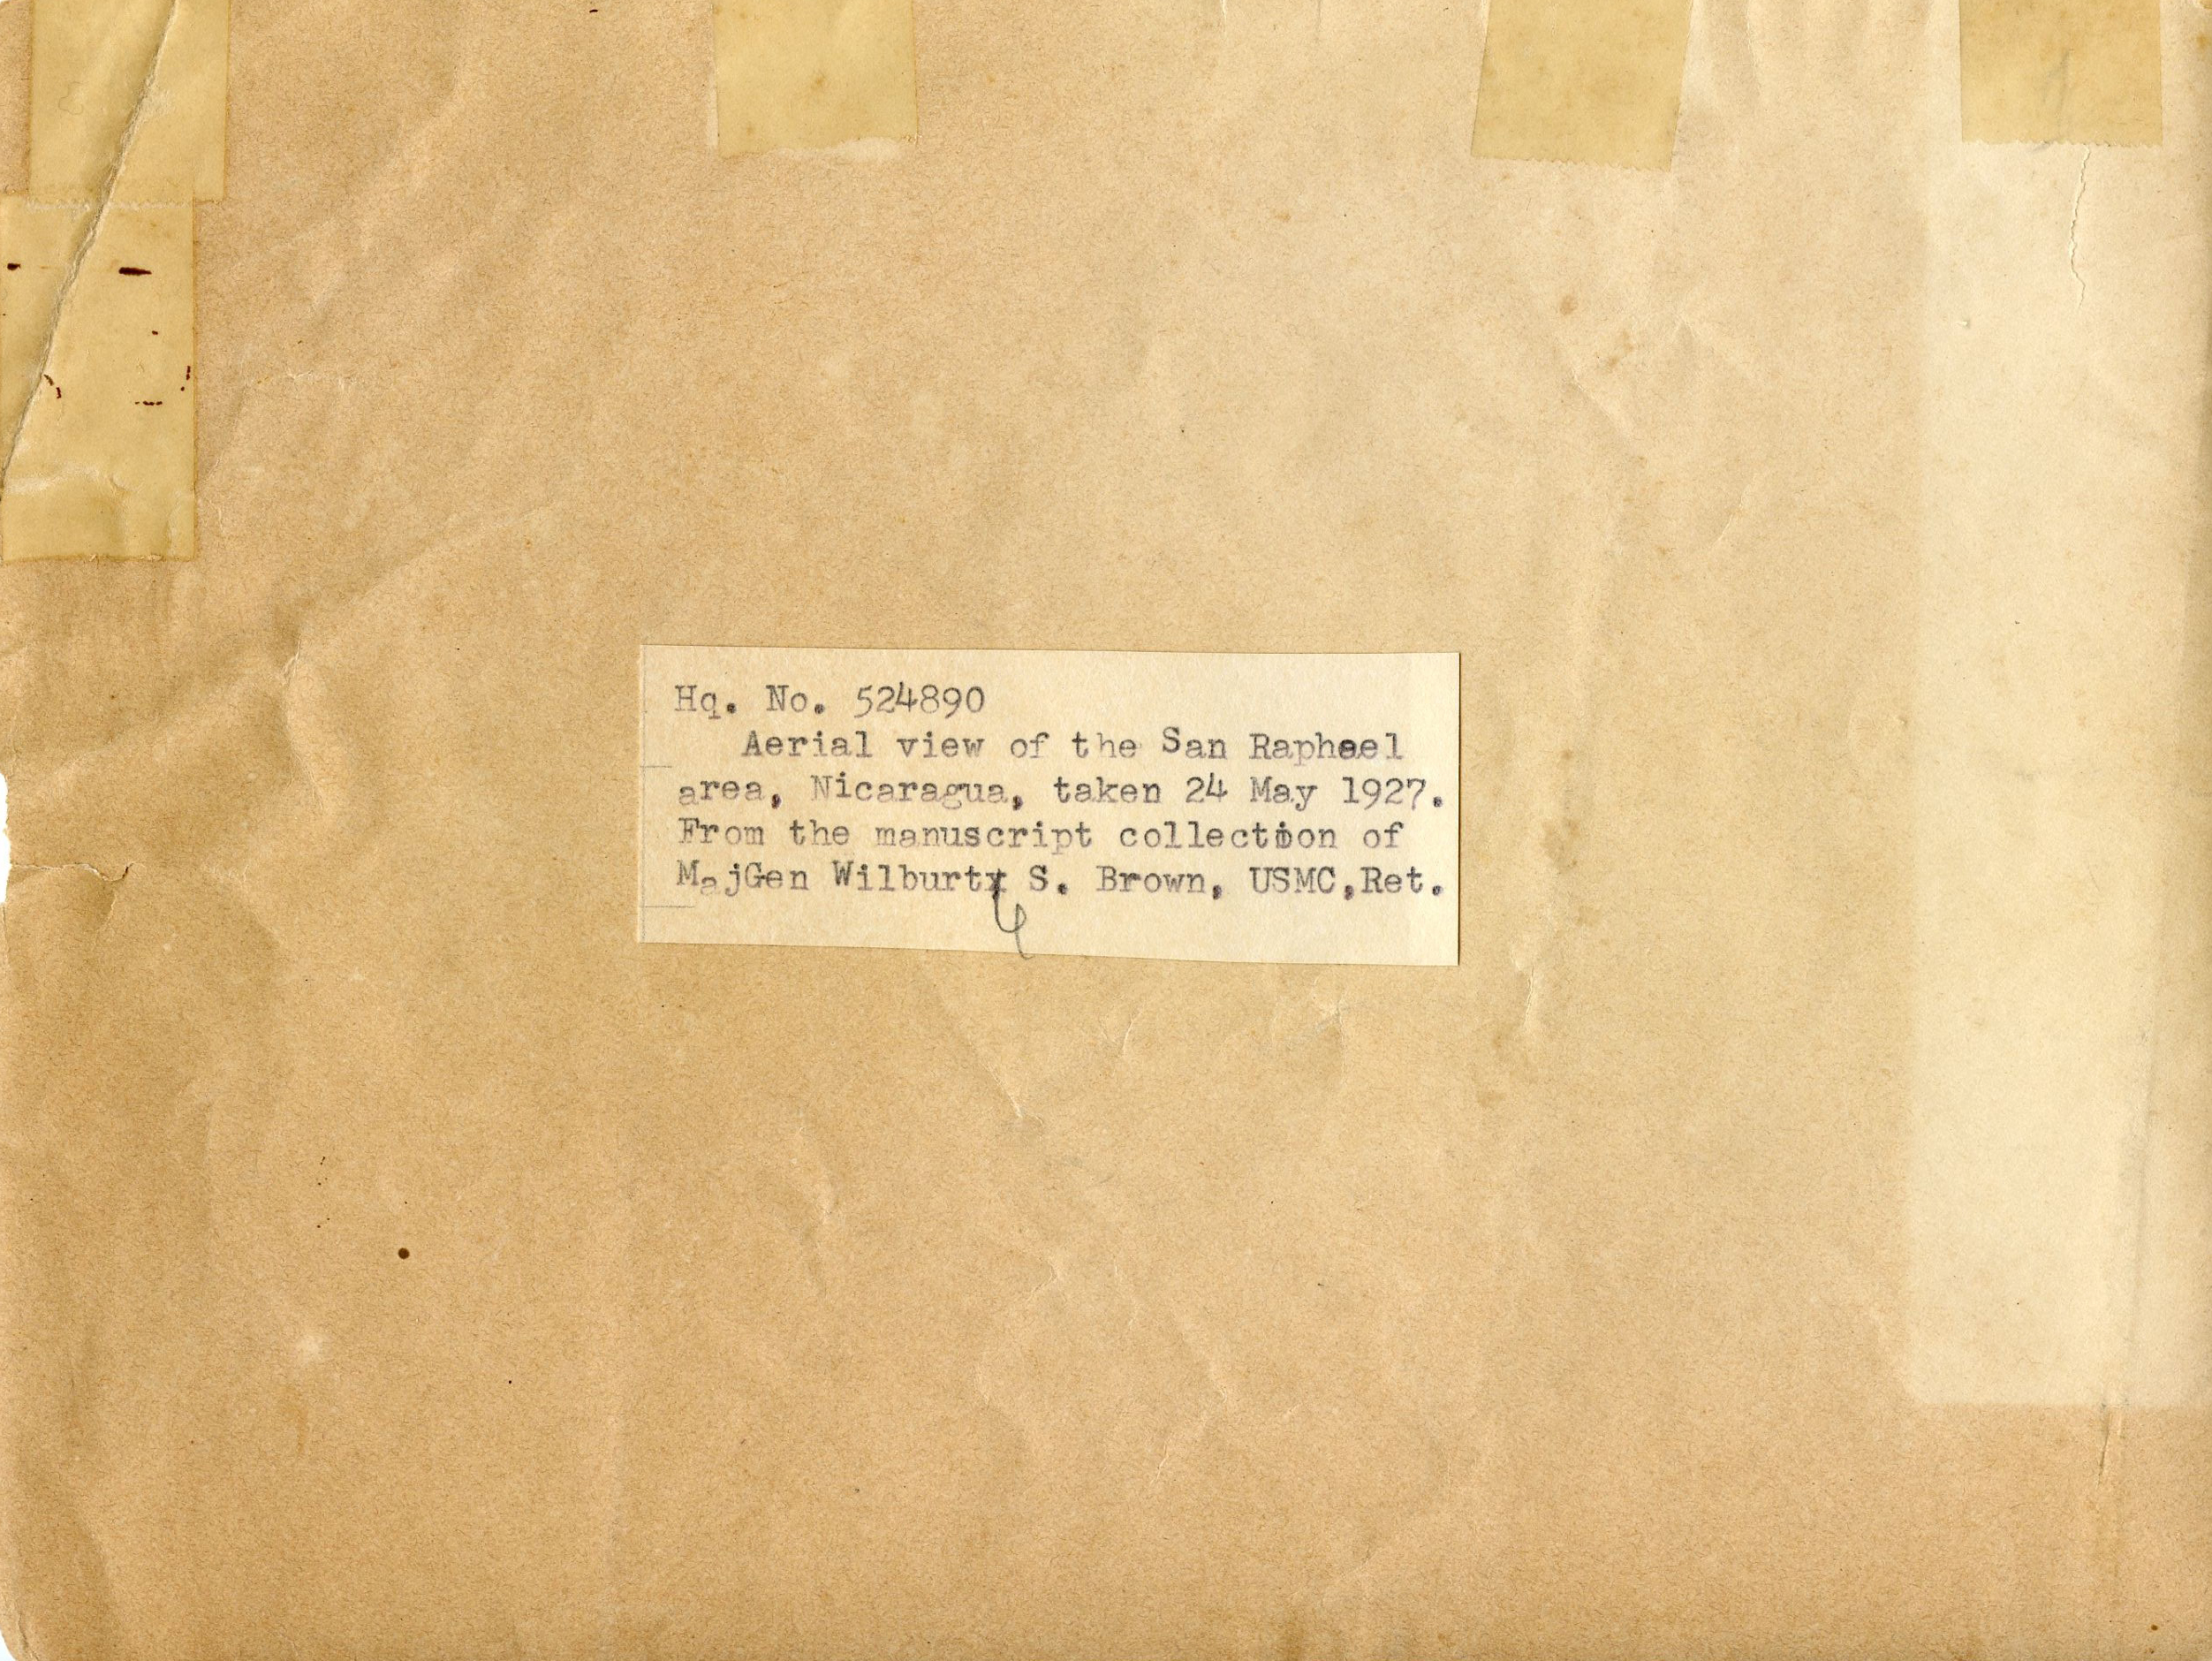 Hq. No. 524890
Aerial view of the San Raphael
area, Nicaragua, taken 24 May 1927.
From the manuscript collection of
MajGen Wilburt S. Brown, USMC,Ret.